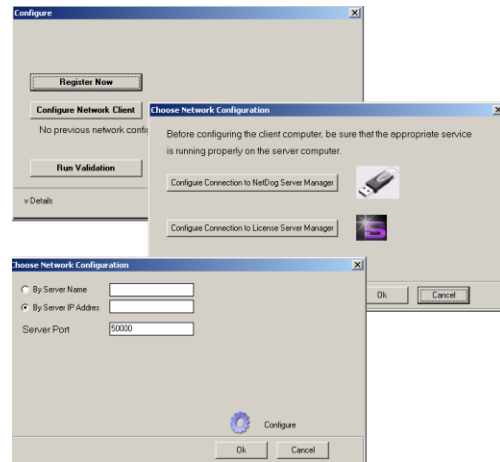 Configure
Register Now
Configure Network Client
No previous network confi
Run Validation
v Details
Choose Network Configuration
Before configuring the client computer, be sure that the appropriate service
is running properly on the server computer.
Configure Connection to NetDog Server Manager
Configure Connection to License Server Manager
S
Ok
Cancel
Choose Network Configuration
By Server Name
By Server IP Addres
Server Port
50000
Configure
Ok
Cancel